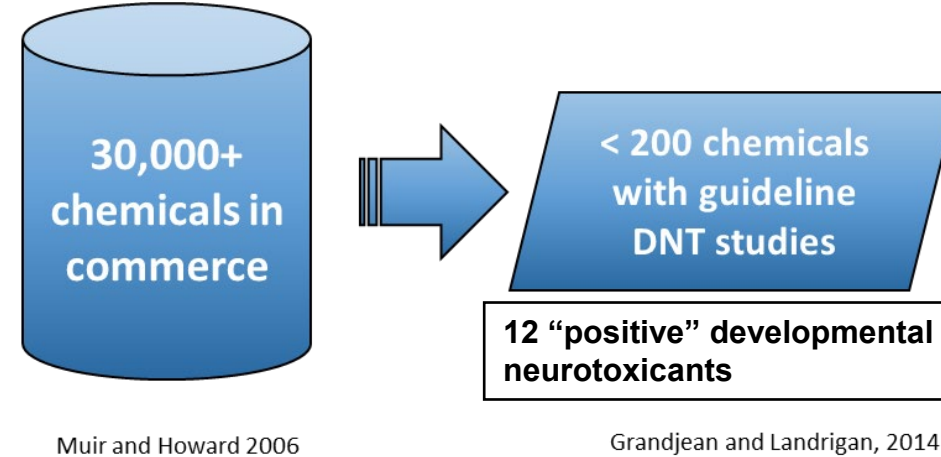 30,000+
chemicals in
commerce
< 200 chemicals
with guideline
DNT studies
12 “positive” developmental
neurotoxicants
Muir and Howard 2006
Grandjean and Landrigan, 2014